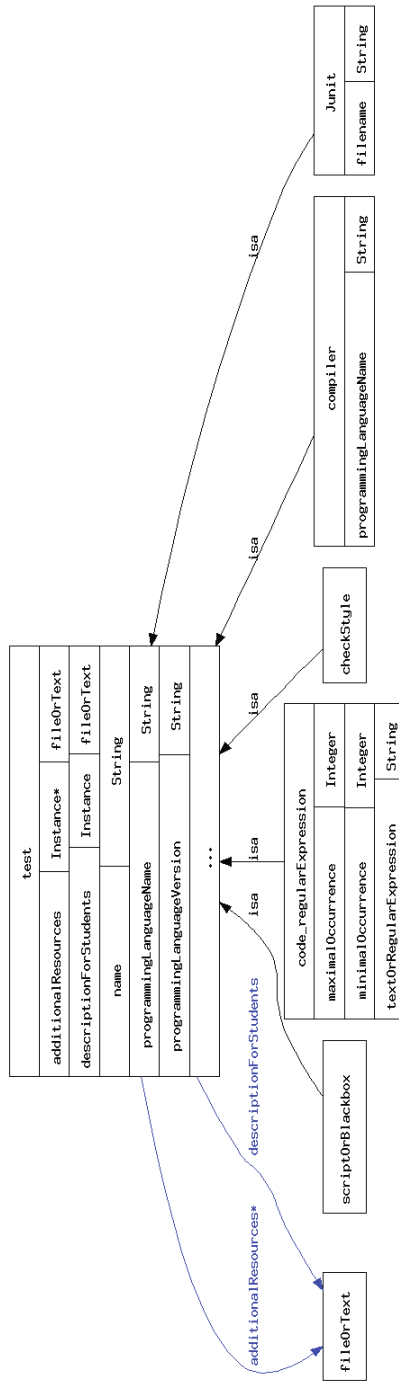 test
additionalResources Instance* fileOrText
descriptionForStudents Instance fileOrText
name String
programmingLanguageName String
programmingLanguageVersion String
...
additionalResources*
descriptionForStudents
isa
isa
isa
isa
isa
fileOrText
scriptOrBlackbox
code_regularExpression
maximalOccurrence Integer
minimalOccurrence Integer
textOrRegularExpression String
checkStyle
compiler
programmingLanguageName String
Junit
filename String